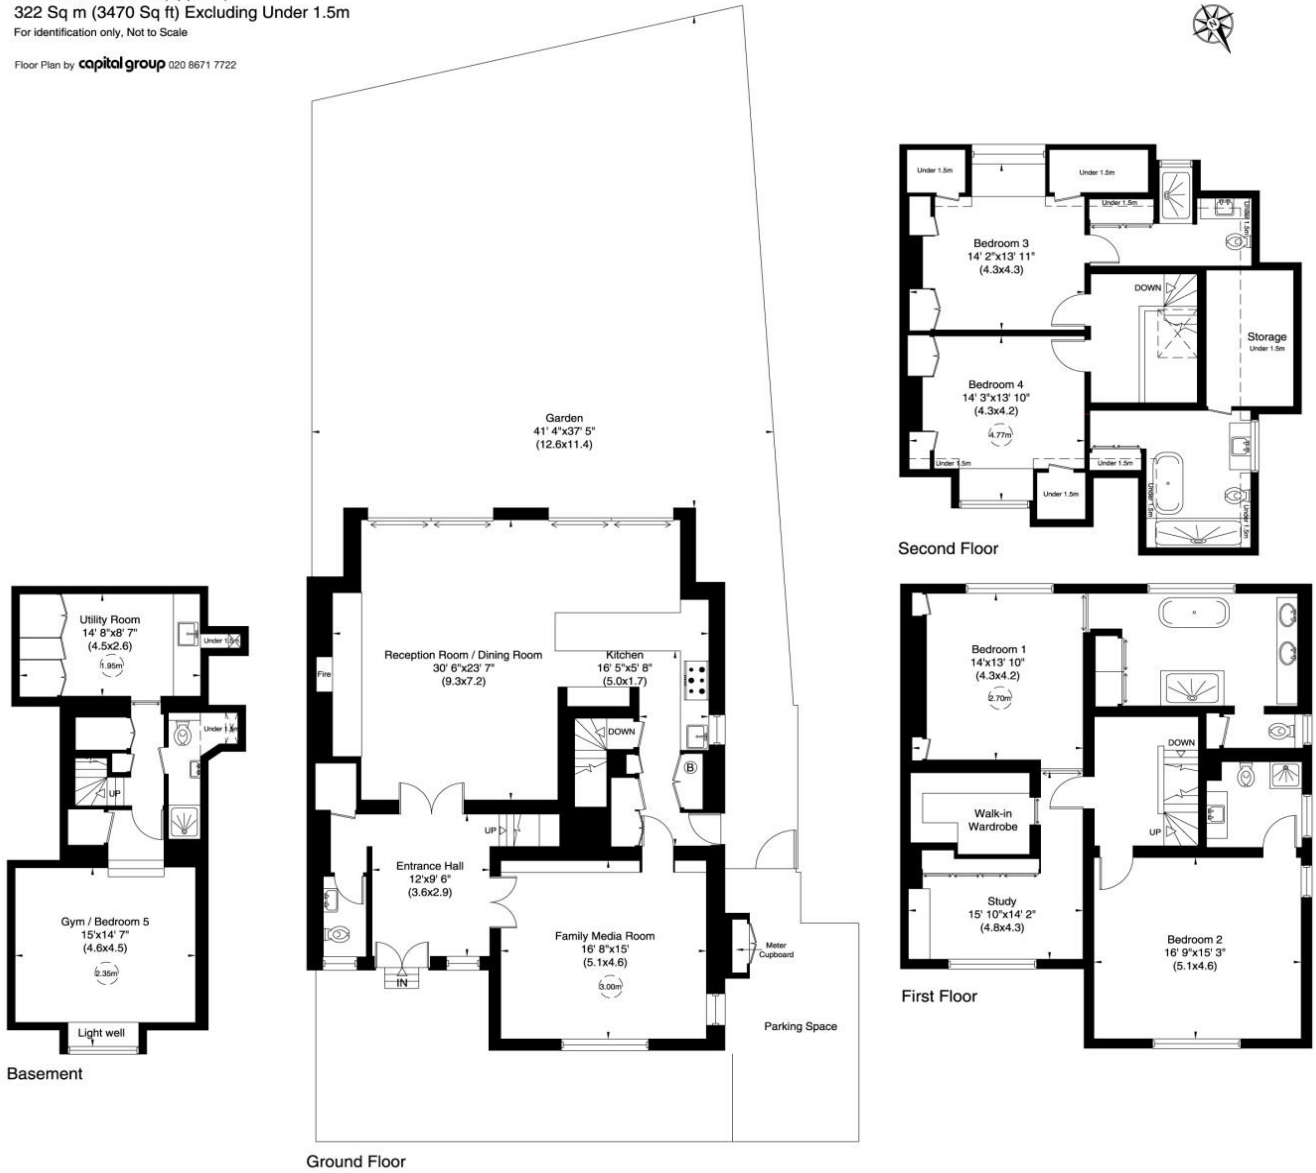 322 Sq m (3470 Sq ft) Excluding Under 1.5m
For identification only, Not to Scale
Floor Plan by capital group 020 8671 7722
N
Under 1.5m
Under 1.5m
Under 1.5m
Under 1.5m
Bedroom 3
14' 2"x13' 11"
(4.3x4.3)
DOWN
Storage
Under 1.5m
Bedroom 4
14' 3"x13' 10"
(4.3x4.2)
4.77m
Under 1.5m
Under 1.5m
Under 1.5m
Under 1.5m
Under 1.5m
Second Floor
Garden
41' 4"x37' 5"
(12.6x11.4)
Utility Room
14' 8"x8' 7"
(4.5x2.6)
1.95m
Under 1.5m
Under 1.5m
UP
Gym / Bedroom 5
15'x14' 7"
(4.6x4.5)
2.35m
Light well
Basement
Reception Room / Dining Room
30' 6"x23' 7"
(9.3x7.2)
Kitchen
16' 5"x5' 8"
(5.0x1.7)
Fire
DOWN
B
UP
Entrance Hall
12'x9' 6"
(3.6x2.9)
IN
Family Media Room
16' 8"x15'
(5.1x4.6)
3.00m
Meter
Cupboard
Parking Space
Ground Floor
Bedroom 1
14'x13' 10"
(4.3x4.2)
2.70m
DOWN
UP
Walk-in
Wardrobe
Study
15' 10"x14' 2"
(4.8x4.3)
Bedroom 2
16' 9"x15' 3"
(5.1x4.6)
First Floor